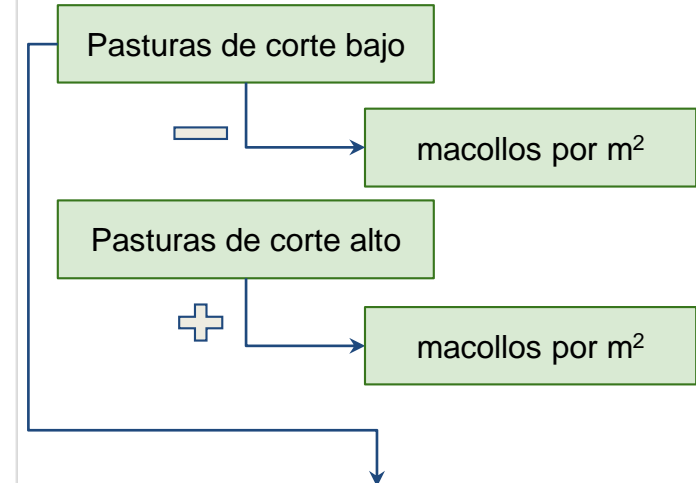 Pasturas de corte bajo
macollos por m²
Pasturas de corte alto
macollos por m²